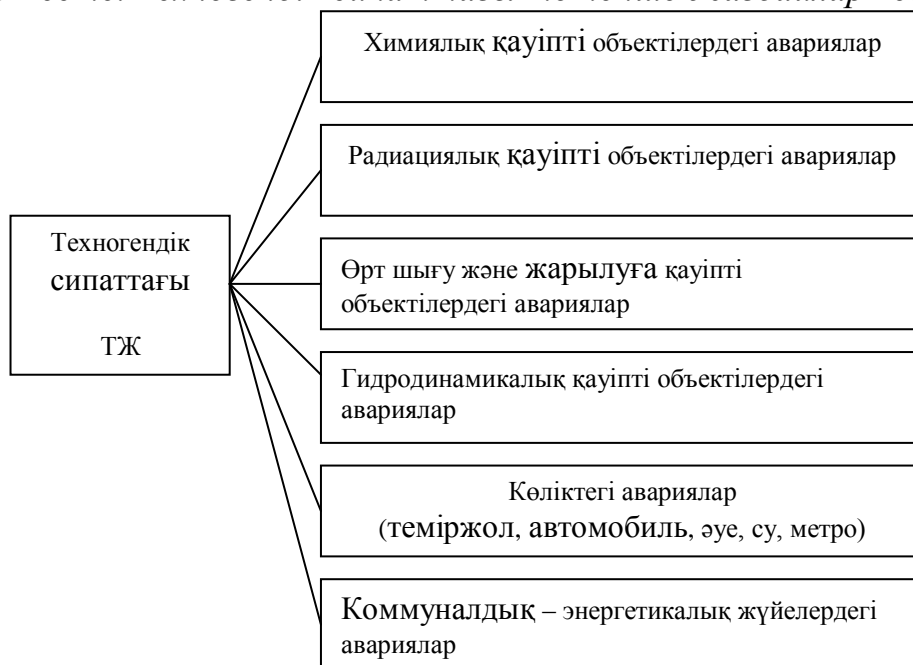 Химиялық қауіпті объектілердегі авариялар
Радиациялық қауіпті объектілердегі авариялар
Техногендік
сипаттағы
ТЖ
Өрт шығу және жарылуға қауіпті
объектілердегі авариялар
Гидродинамикалық қауіпті объектілердегі
авариялар
Көліктегі авариялар
(теміржол, автомобиль, әуе, су, метро)
Коммуналдық – энергетикалық жүйелердегі
авариялар